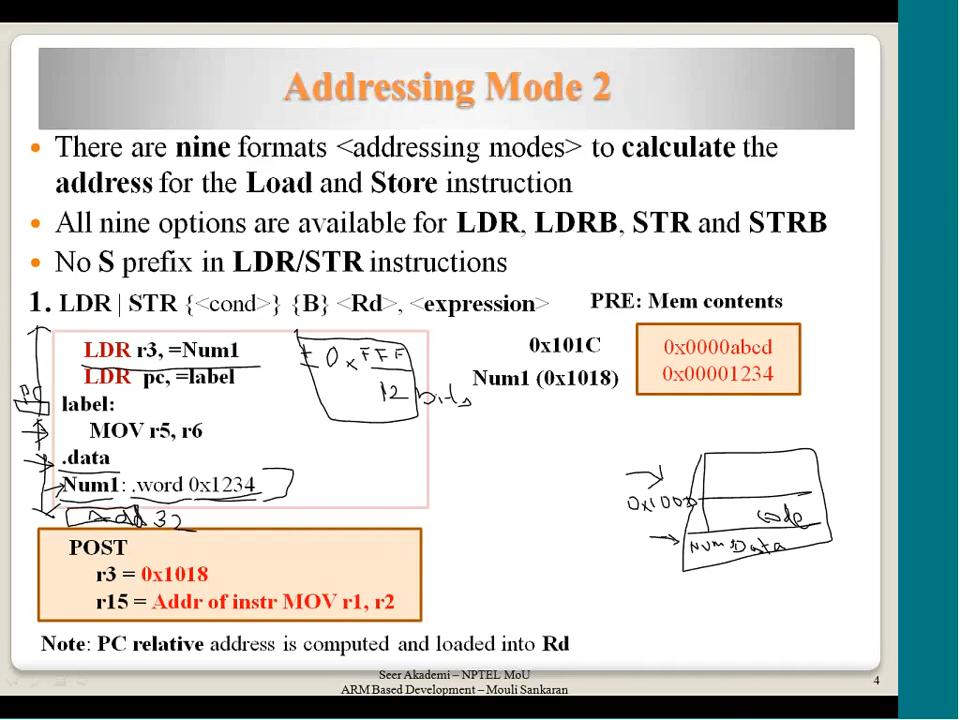 Addressing Mode 2
There are nine formats <addressing modes> to calculate the
address for the Load and Store instruction
All nine options are available for LDR, LDRB, STR and STRB
No S prefix in LDR/STR instructions
1. LDR | STR {<cond>} {B} <Rd>, <expression>
PRE: Mem contents
LDR r3, =Num1
LDR pc, =label
label:
MOV r5, r6
.data
Num1: .word 0x1234
PC
0xFFF
12 bits
0x101C
0x0000abcd
Num1 (0x1018)
0x00001234
0x1000
code
Data
Add 32
POST
r3 = 0x1018
r15 = Addr of instr MOV r1, r2
Note: PC relative address is computed and loaded into Rd
Seer Akademi – NPTEL MoU
ARM Based Development – Mouli Sankaran
4